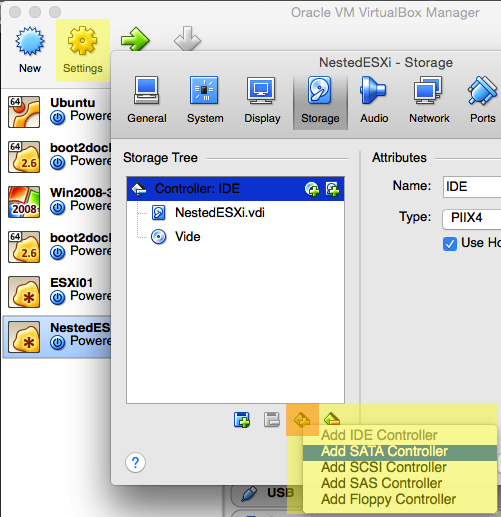 Oracle VM VirtualBox Manager
New
Settings
NestedESXi - Storage
General
System
Display
Storage
Audio
Network
Ports
64
Ubuntu
Powere
64
2.6
boot2doc
Powere
64
2008
Win2008-3
Powere
64
2.6
boot2doc
Powere
ESXi01
Powere
NestedES
Powere
Storage Tree
Controller: IDE
NestedESXi.vdi
Vide
Attributes
Name:
IDE
Type:
PIIX4
Use Ho
?
Add IDE Controller
Add SATA Controller
Add SCSI Controller
Add SAS Controller
Add Floppy Controller
USB